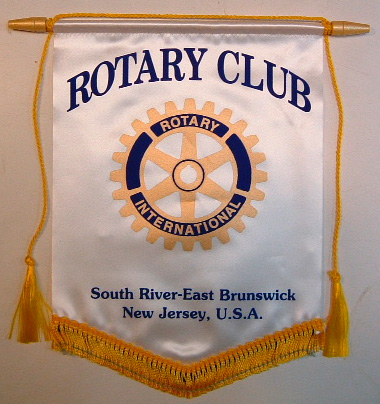 ROTARY CLUB
ROTARY
INTERNATIONAL
South River-East Brunswick
New Jersey, U.S.A.